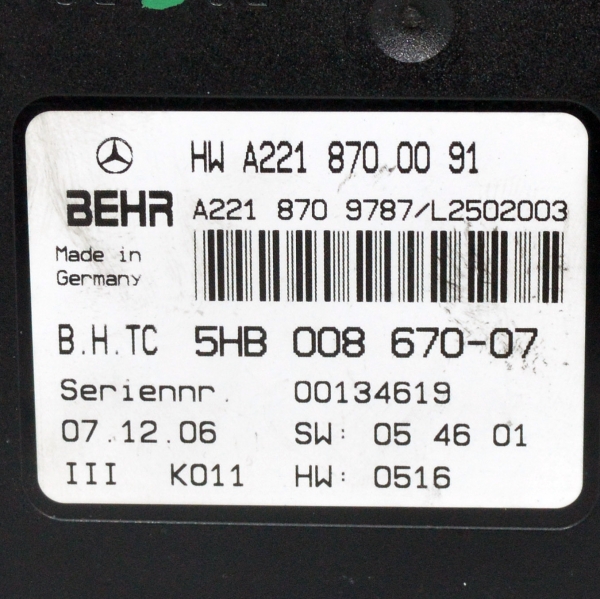 HW A221 870.00 91
BEHR A221 870 9787/L2502003
Made in
Germany
B.H.TC 5HB 008 670-07
Seriennr. 00134619
07.12.06 SW: 05 46 01
III K011 HW: 0516